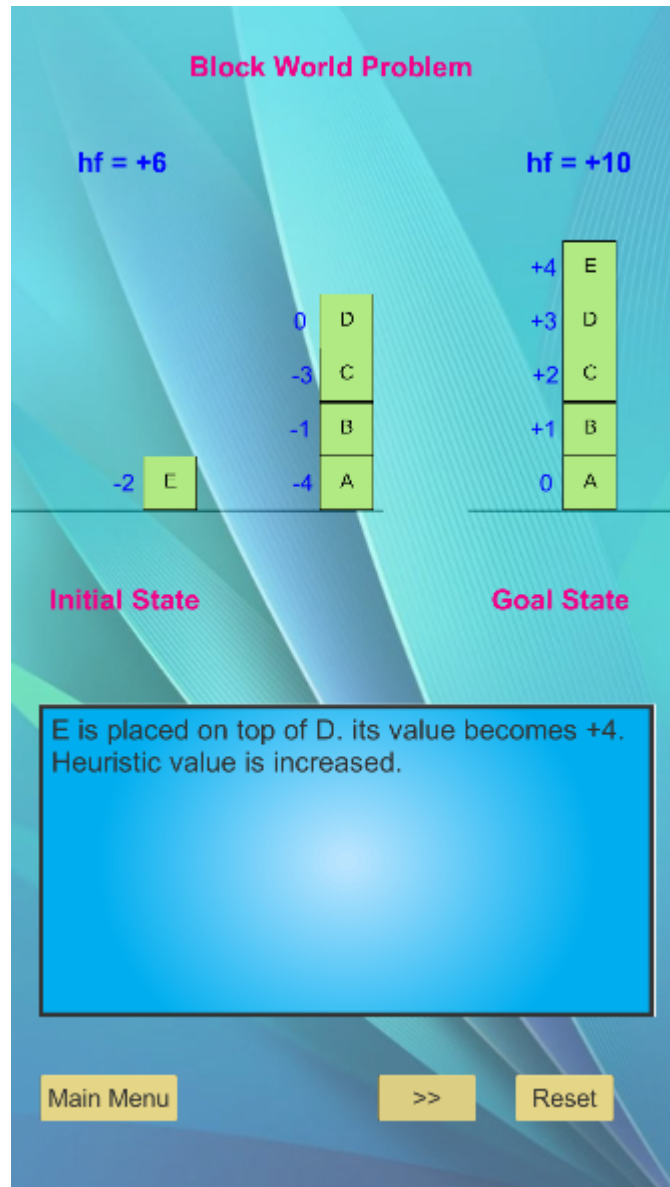 Block World Problem
hf = +6
hf = +10
+4 E
0 D
+3 D
-3 C
+2 C
-1 B
+1 B
-2 E
-4 A
0 A
Initial State
Goal State
E is placed on top of D. its value becomes +4.
Heuristic value is increased.
Main Menu
>>
Reset